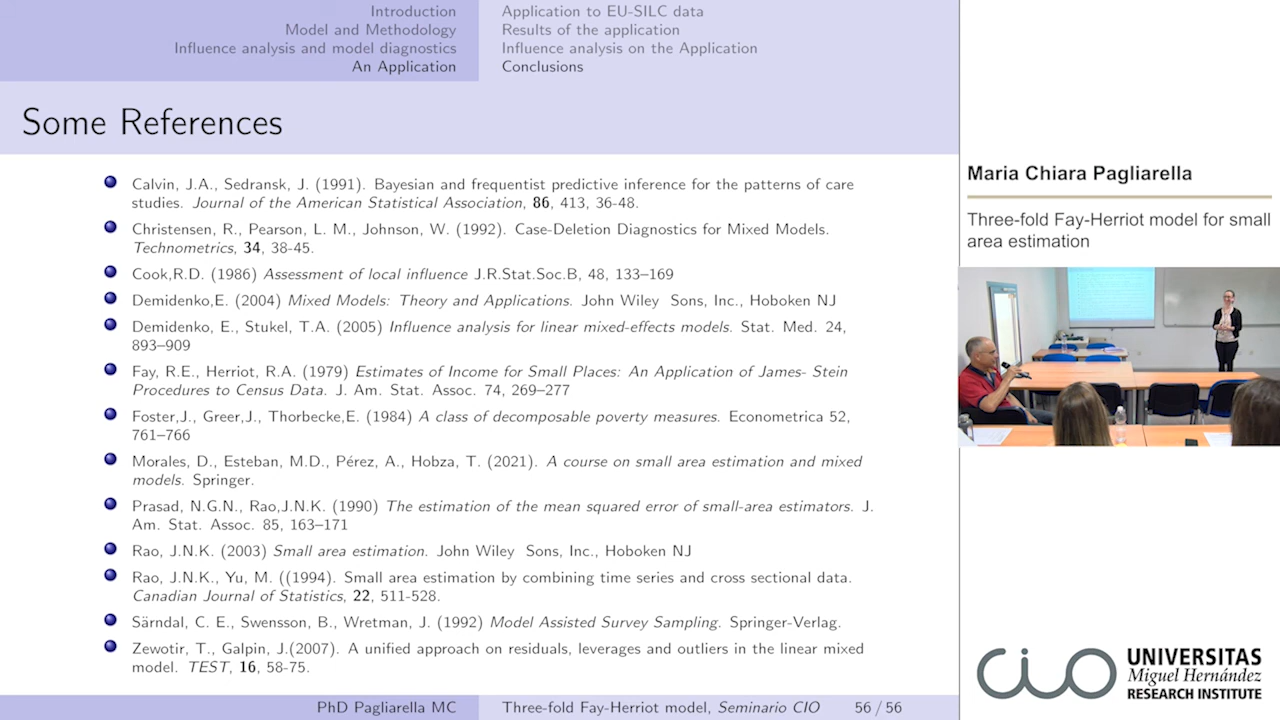 Introduction
Model and Methodology
Influence analysis and model diagnostics
An Application
Application to EU-SILC data
Results of the application
Influence analysis on the Application
Conclusions
Some References
Calvin, J.A., Sedransk, J. (1991). Bayesian and frequentist predictive inference for the patterns of care
studies. Journal of the American Statistical Association, 86, 413, 36-48.
Christensen, R., Pearson, L. M., Johnson, W. (1992). Case-Deletion Diagnostics for Mixed Models.
Technometrics, 34, 38-45.
Cook,R.D. (1986) Assessment of local influence J.R.Stat.Soc.B, 48, 133–169
Demidenko,E. (2004) Mixed Models: Theory and Applications. John Wiley Sons, Inc., Hoboken NJ
Demidenko, E., Stukel, T.A. (2005) Influence analysis for linear mixed-effects models. Stat. Med. 24,
893–909
Fay, R.E., Herriot, R.A. (1979) Estimates of Income for Small Places: An Application of James- Stein
Procedures to Census Data. J. Am. Stat. Assoc. 74, 269–277
Foster,J., Greer,J., Thorbecke,E. (1984) A class of decomposable poverty measures. Econometrica 52,
761–766
Morales, D., Esteban, M.D., Pérez, A., Hobza, T. (2021). A course on small area estimation and mixed
models. Springer.
Prasad, N.G.N., Rao,J.N.K. (1990) The estimation of the mean squared error of small-area estimators. J.
Am. Stat. Assoc. 85, 163–171
Rao, J.N.K. (2003) Small area estimation. John Wiley Sons, Inc., Hoboken NJ
Rao, J.N.K., Yu, M. ((1994). Small area estimation by combining time series and cross sectional data.
Canadian Journal of Statistics, 22, 511-528.
Särndal, C. E., Swensson, B., Wretman, J. (1992) Model Assisted Survey Sampling. Springer-Verlag.
Zewotir, T., Galpin, J.(2007). A unified approach on residuals, leverages and outliers in the linear mixed
model. TEST, 16, 58-75.
PhD Pagliarella MC
Three-fold Fay-Herriot model, Seminario CIO
56 / 56
Maria Chiara Pagliarella
Three-fold Fay-Herriot model for small
area estimation
cio
UNIVERSITAS
Miguel Hernández
RESEARCH INSTITUTE